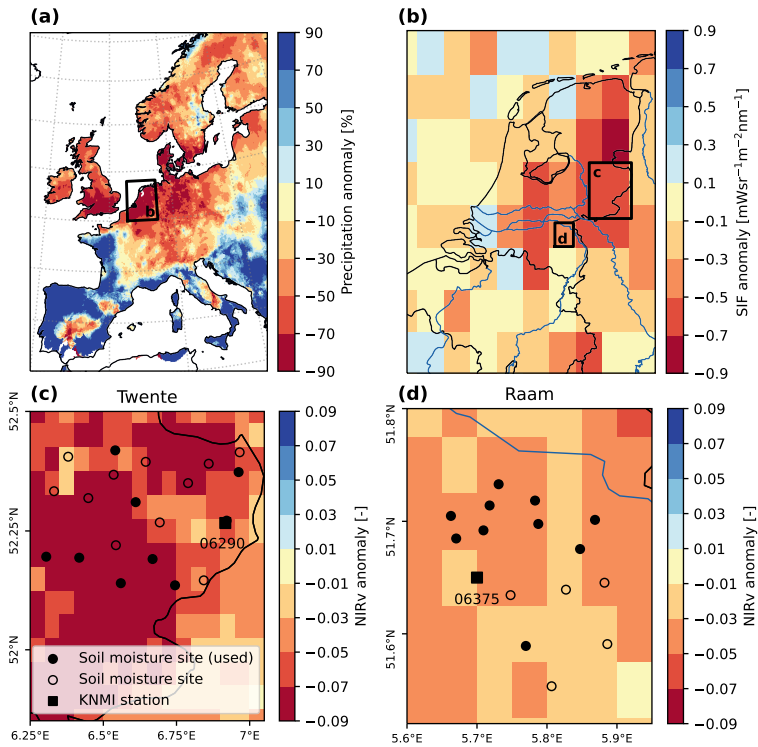 (a)
b
90
70
50
30
10
−10
−30
−50
−70
−90
Precipitation anomaly [%]
(b)
c
d
0.9
0.7
0.5
0.3
0.1
−0.1
−0.3
−0.5
−0.7
−0.9
SIF anomaly [mWsr−1m−2nm−1]
(c)
Twente
52.5°N
52.25°N
52°N
06290
Soil moisture site (used)
Soil moisture site
KNMI station
6.25°E
6.5°E
6.75°E
7°E
0.09
0.07
0.05
0.03
0.01
−0.01
−0.03
−0.05
−0.07
−0.09
NIRv anomaly [-]
(d)
Raam
51.8°N
51.7°N
51.6°N
06375
5.6°E
5.7°E
5.8°E
5.9°E
0.09
0.07
0.05
0.03
0.01
−0.01
−0.03
−0.05
−0.07
−0.09
NIRv anomaly [-]